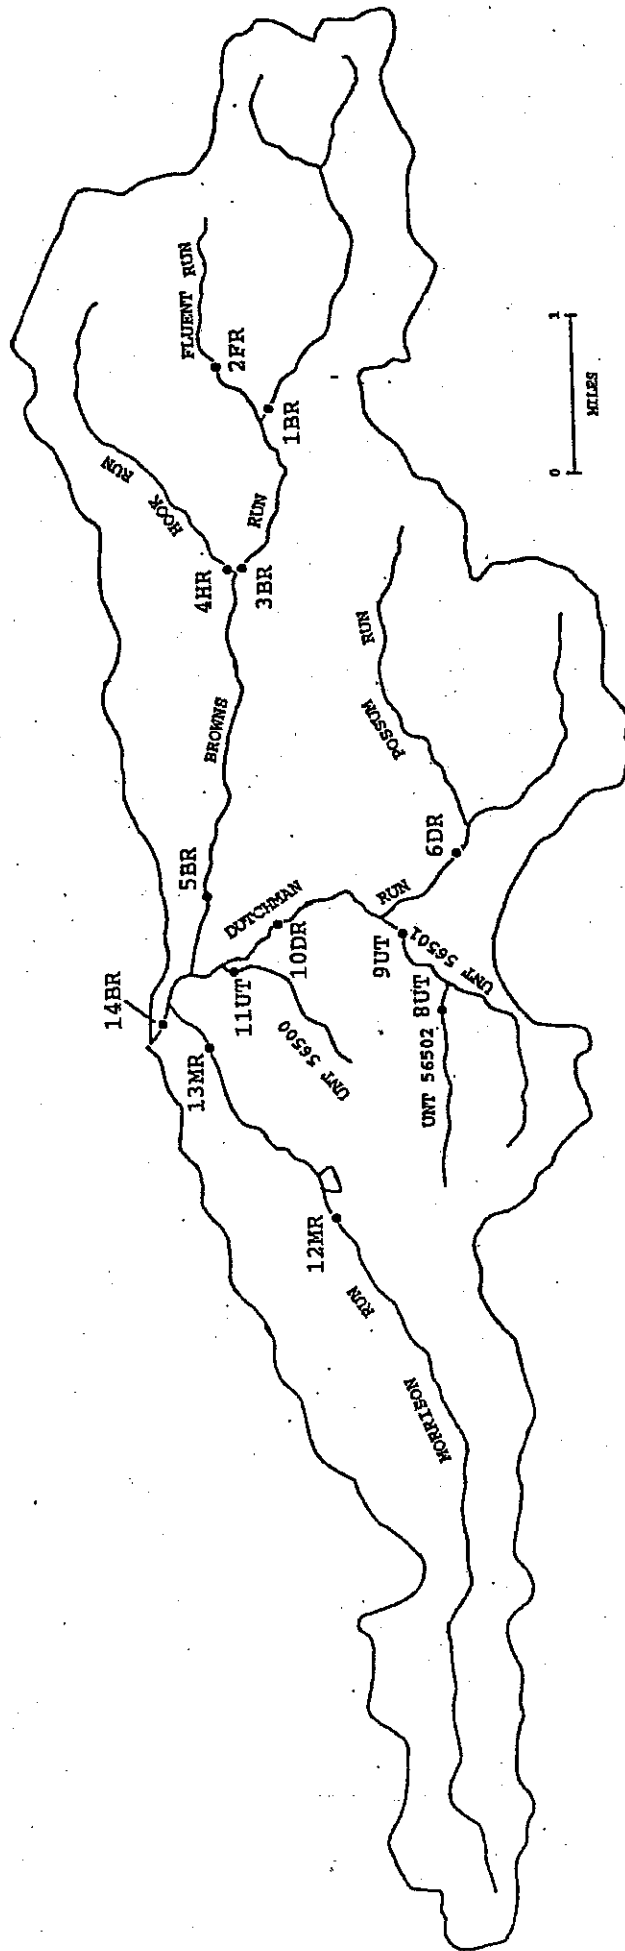 FLUENT RUN
2FR
1BR
HOOK
RUN
4HR
3BR
RUN
BROWNS
5BR
0
1
MILES
POSSUM
RUN
6DR
RUN
DUTCHMAN
10DR
9UT
UNT 56501
8UT
UNT 56502
11UT
UNT 56500
14BR
13MR
12MR
RUN
MORRISON